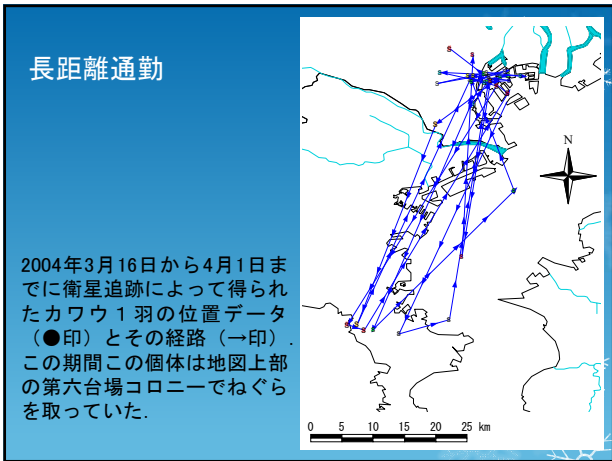 長距離通勤
N
2004年3月16日から4月1日ま
でに衛星追跡によって得られ
たカワウ１羽の位置データ
（●印）とその経路（→印）.
この期間この個体は地図上部
の第六台場コロニーでねぐら
を取っていた.
0 5 10 15 20 25 km